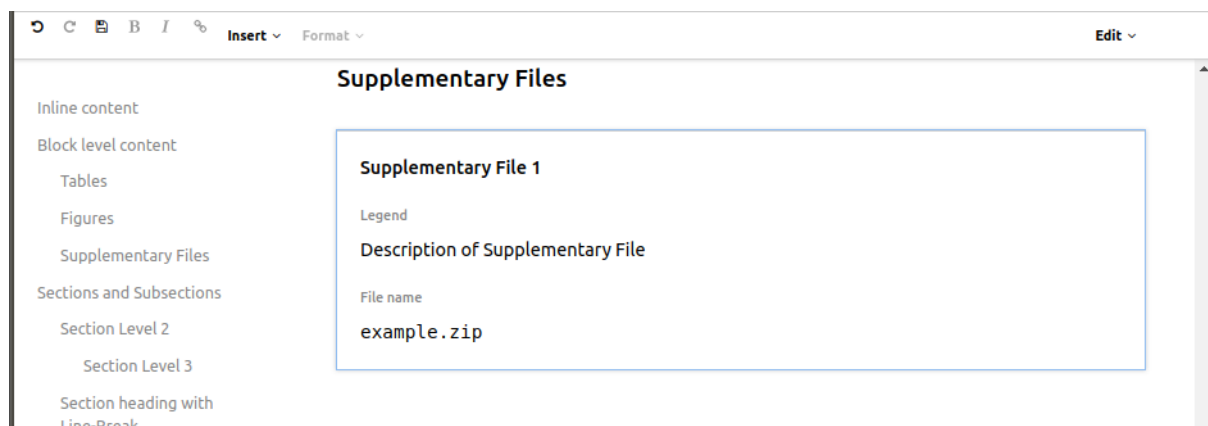 B I Insert Format Edit
Supplementary Files
Inline content
Block level content
Tables
Figures
Supplementary Files
Sections and Subsections
Section Level 2
Section Level 3
Section heading with
Line-Break
Supplementary File 1
Legend
Description of Supplementary File
File name
example.zip